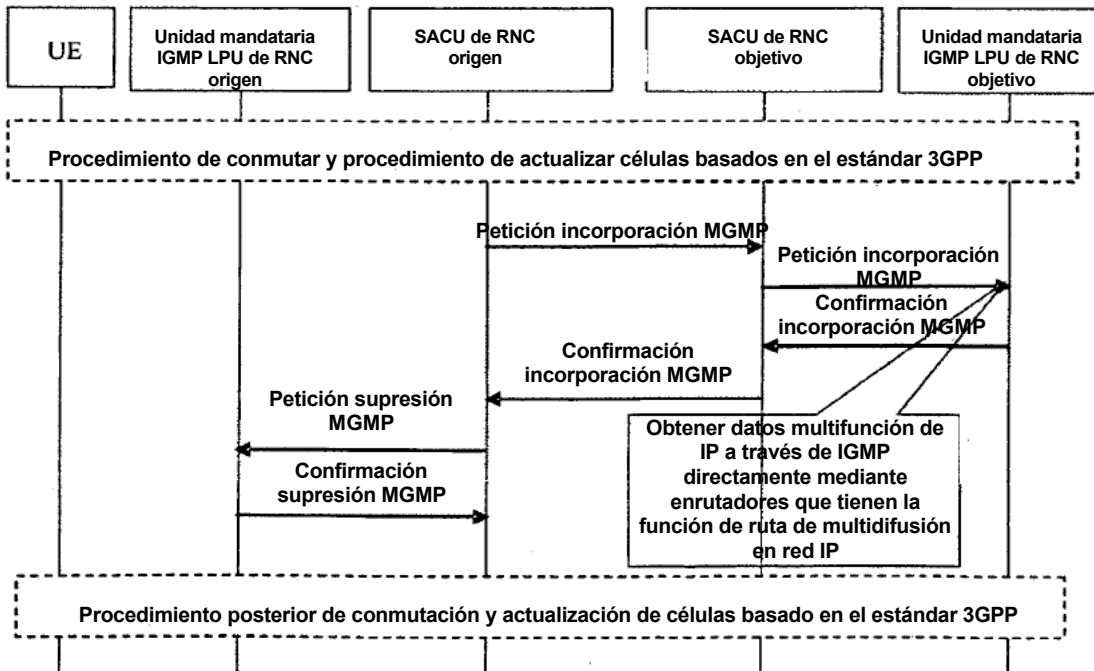 UE
Unidad mandataria
IGMP LPU de RNC
origen
SACU de RNC
origen
SACU de RNC
objetivo
Unidad mandataria
IGMP LPU de RNC
objetivo
Procedimiento de conmutar y procedimiento de actualizar células basados en el estándar 3GPP
Petición incorporación MGMP
Petición incorporación
MGMP
Confirmación
incorporación MGMP
Confirmación
incorporación MGMP
Petición supresión
MGMP
Confirmación
supresión MGMP
Obtener datos multifunción de
IP a través de IGMP
directamente mediante
enrutadores que tienen la
función de ruta de multidifusión
en red IP
Procedimiento posterior de conmutación y actualización de células basado en el estándar 3GPP